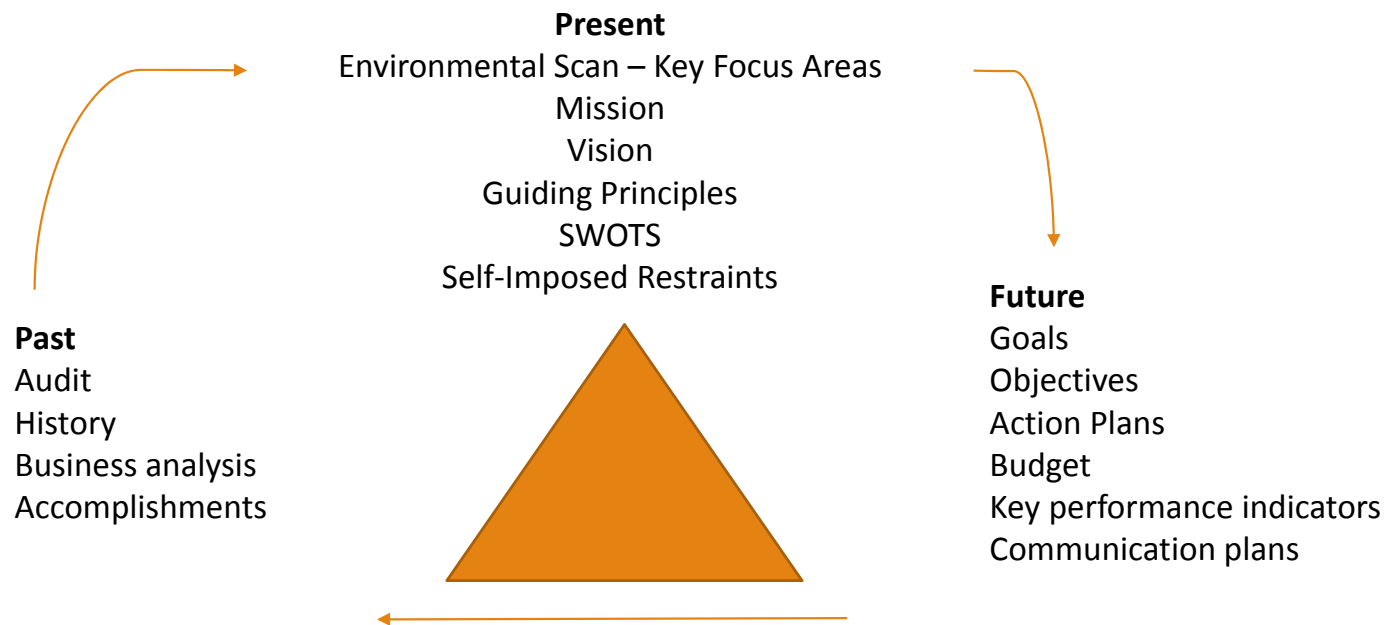 Present
Environmental Scan – Key Focus Areas
Mission
Vision
Guiding Principles
SWOTS
Self-Imposed Restraints
Past
Audit
History
Business analysis
Accomplishments
Future
Goals
Objectives
Action Plans
Budget
Key performance indicators
Communication plans